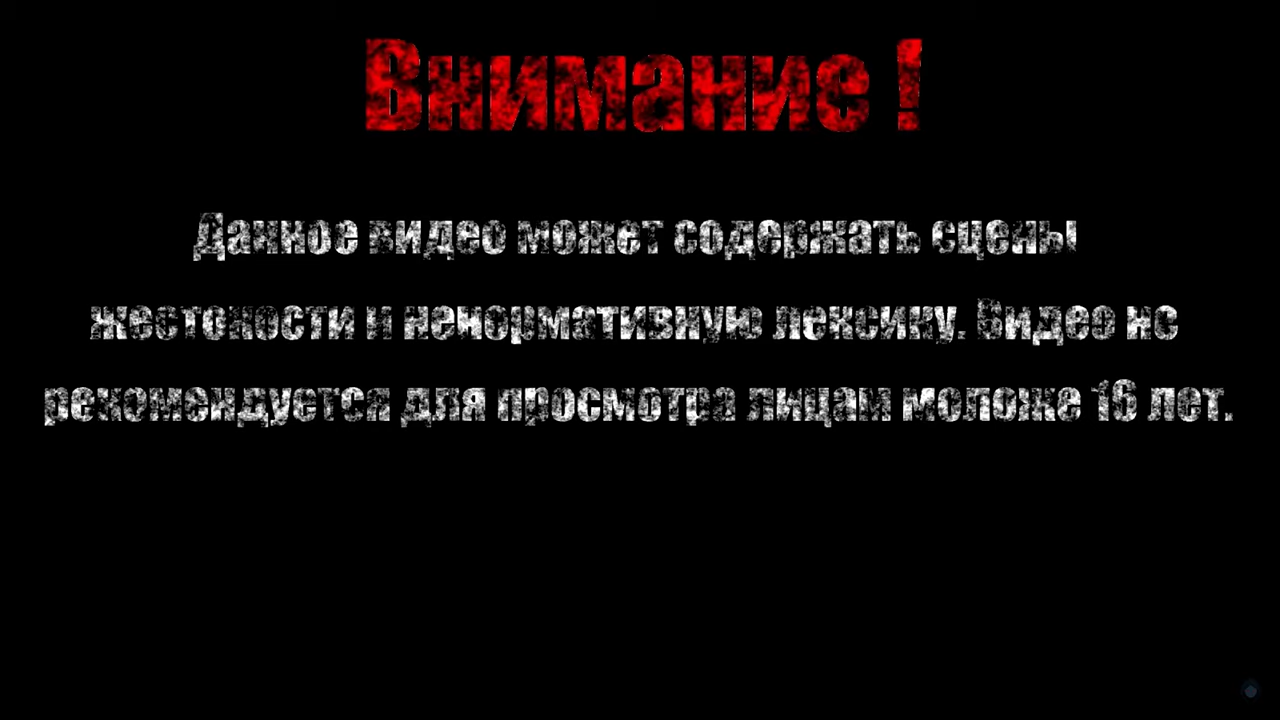 Внимание !
Данное видео может содержать сцены
жестокости и ненормативную лексику. Видео не
рекомендуется для просмотра лицам моложе 16 лет.